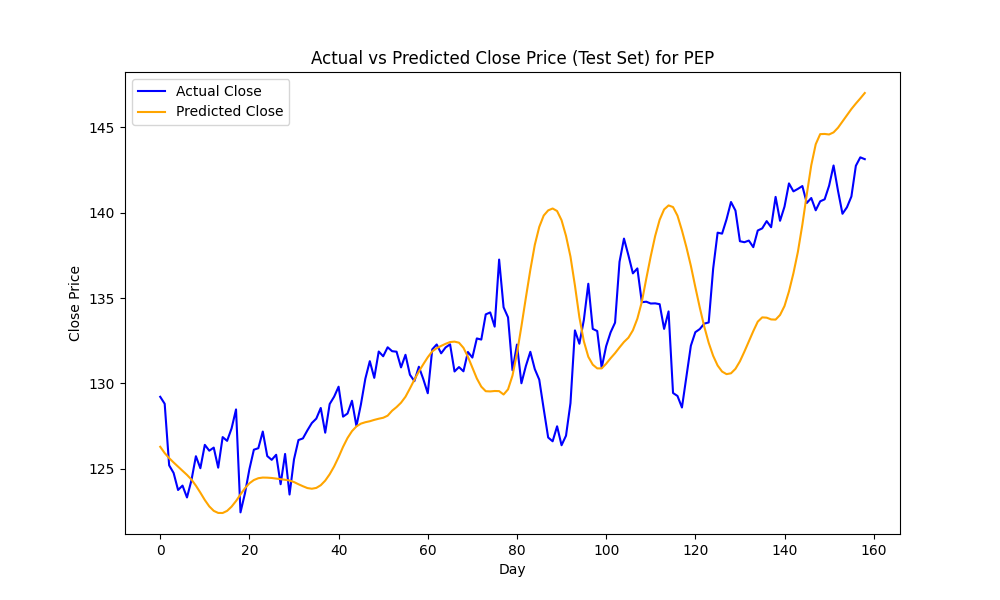 Actual vs Predicted Close Price (Test Set) for PEP
Actual Close
Predicted Close
Close Price
145
140
135
130
125
0 20 40 60 80 100 120 140 160
Day